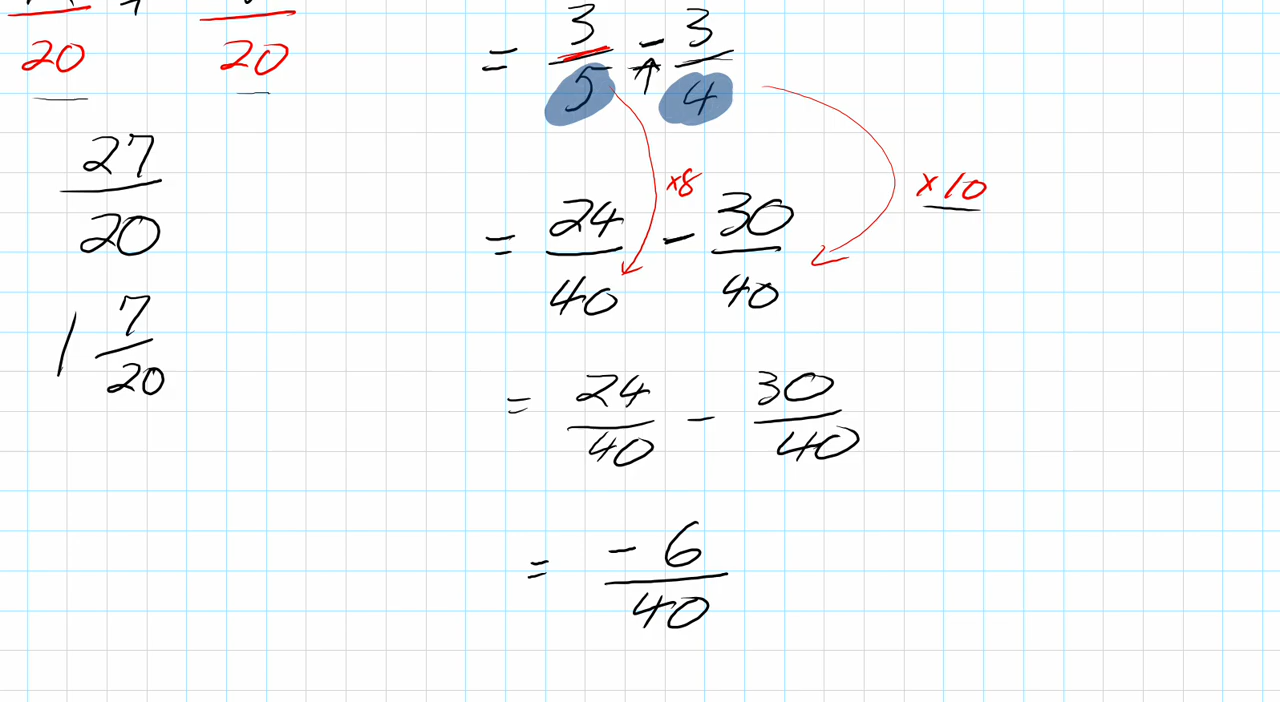 20 20
27/20
1 7/20
= 3/5 - 3/4
×8 ×10
= 24/40 - 30/40
= 24/40 - 30/40
= -6/40